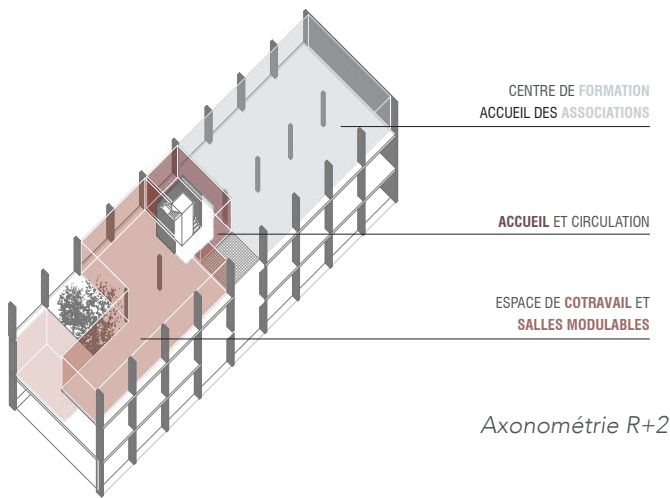 CENTRE DE FORMATION
ACCUEIL DES ASSOCIATIONS
ACCUEIL ET CIRCULATION
ESPACE DE COTRAVAIL ET
SALLES MODULABLES
Axonométrie R+2